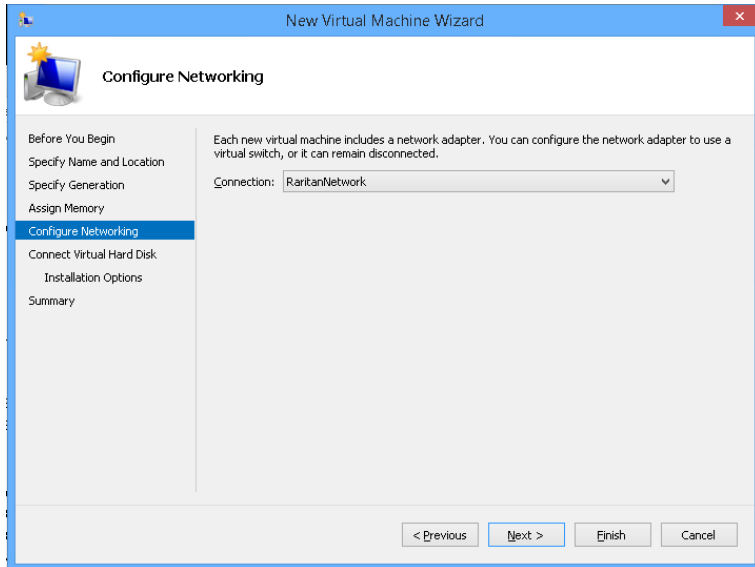 New Virtual Machine Wizard
Configure Networking
Before You Begin
Specify Name and Location
Specify Generation
Assign Memory
Configure Networking
Connect Virtual Hard Disk
Installation Options
Summary
Each new virtual machine includes a network adapter. You can configure the network adapter to use a
virtual switch, or it can remain disconnected.
Connection: RaritanNetwork
< Previous Next > Finish Cancel